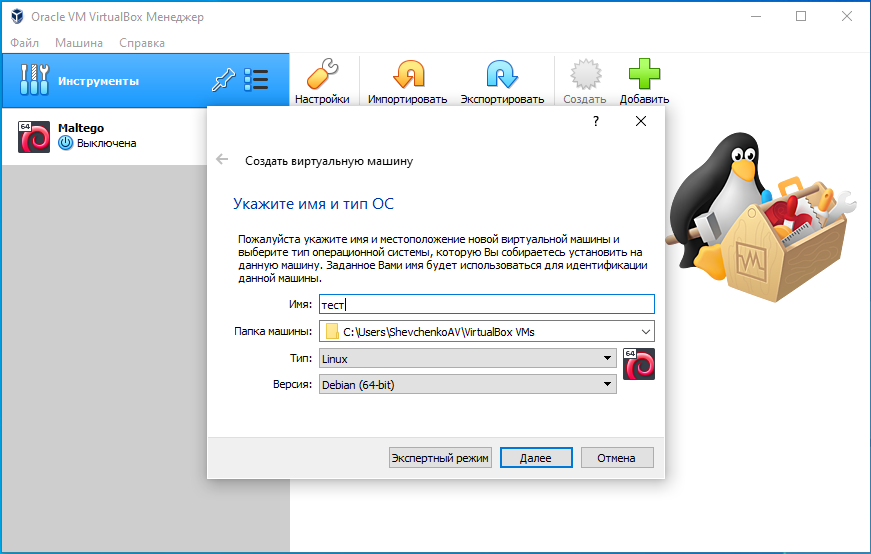 Oracle VM VirtualBox Менеджер
Файл Машина Справка
Инструменты
Настройки Импортировать Экспортировать Создать Добавить
64
Maltego
Выключена
?
Создать виртуальную машину
Укажите имя и тип ОС
Пожалуйста укажите имя и местоположение новой виртуальной машины и
выберите тип операционной системы, которую Вы собираетесь установить на
данную машину. Заданное Вами имя будет использоваться для идентификации
данной машины.
Имя: тест
Папка машины: C:\Users\ShevchenkoAV\VirtualBox VMs
Тип: Linux
64
Версия: Debian (64-bit)
Экспертный режим Далее Отмена